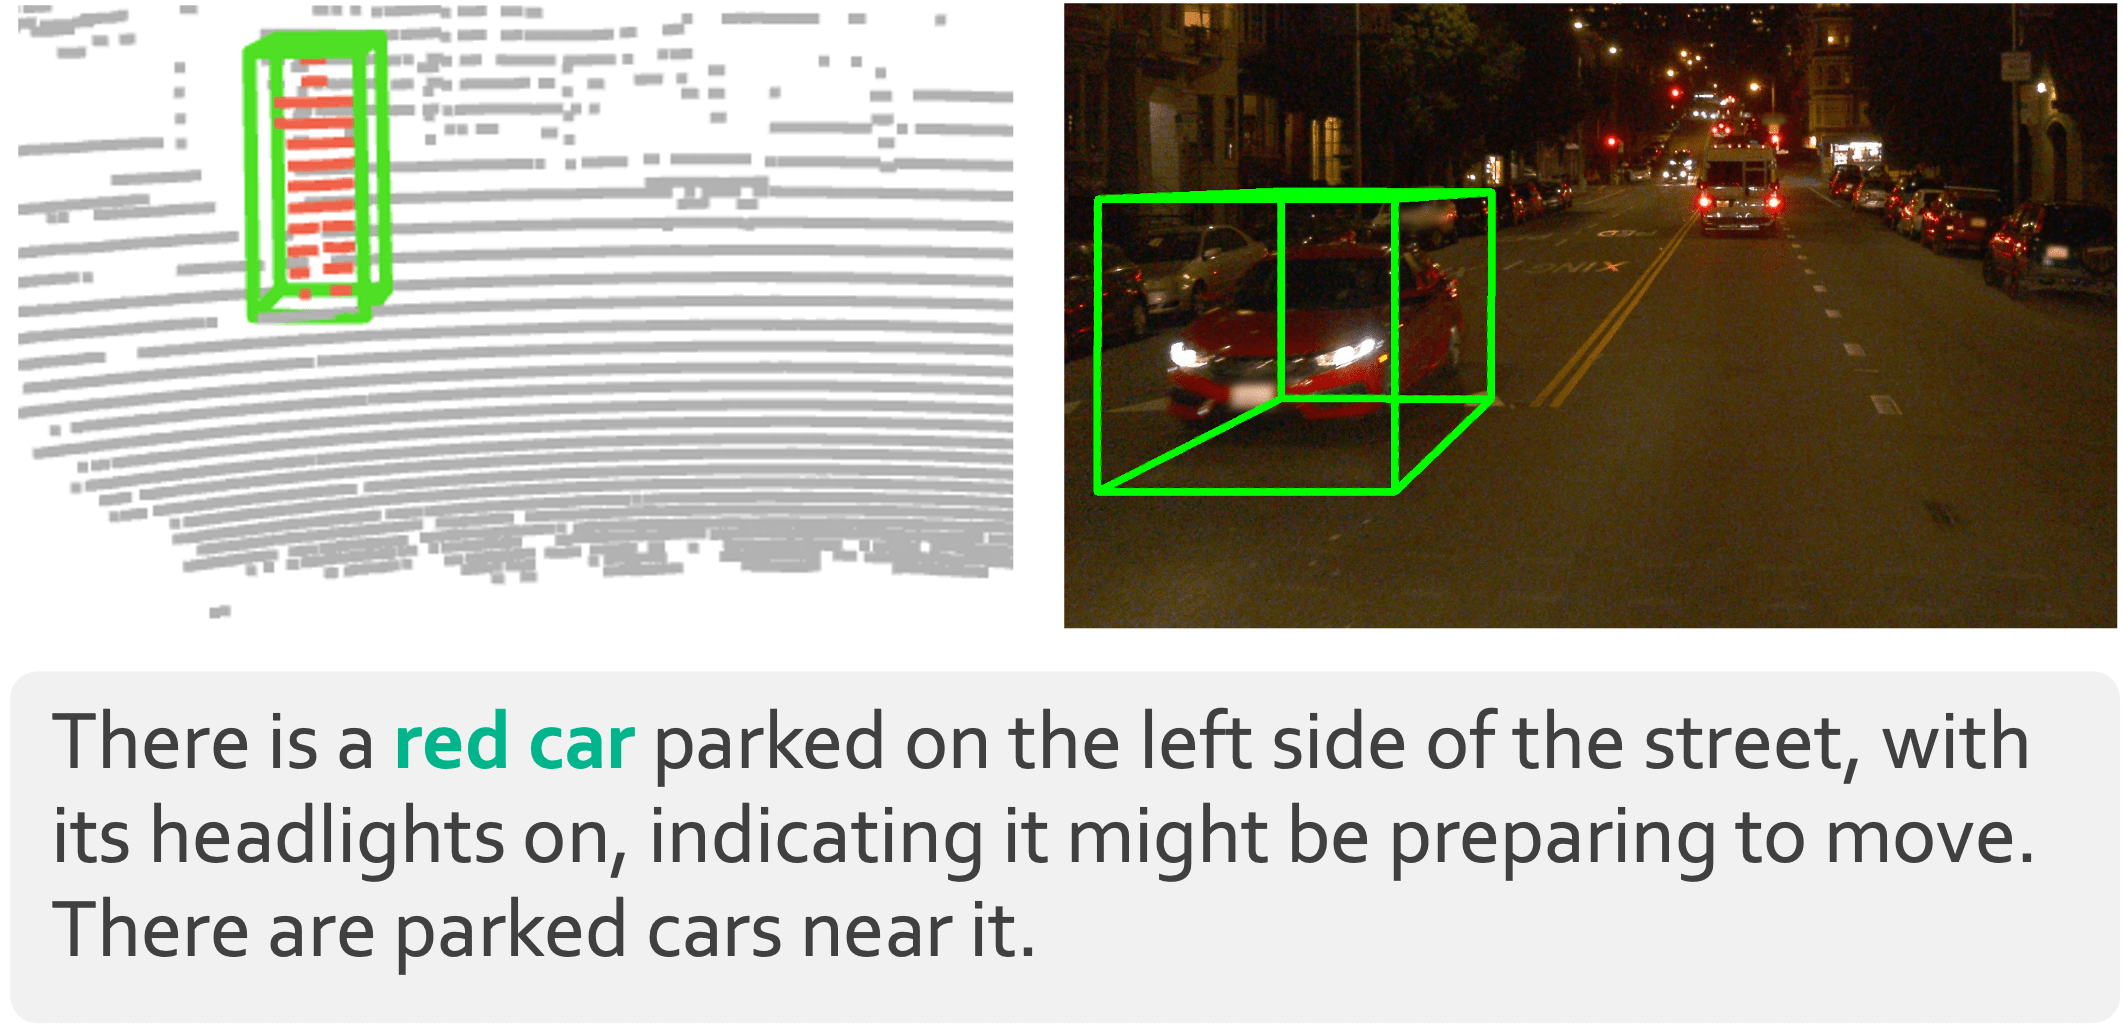 XING
There is a red car parked on the left side of the street, with
its headlights on, indicating it might be preparing to move.
There are parked cars near it.